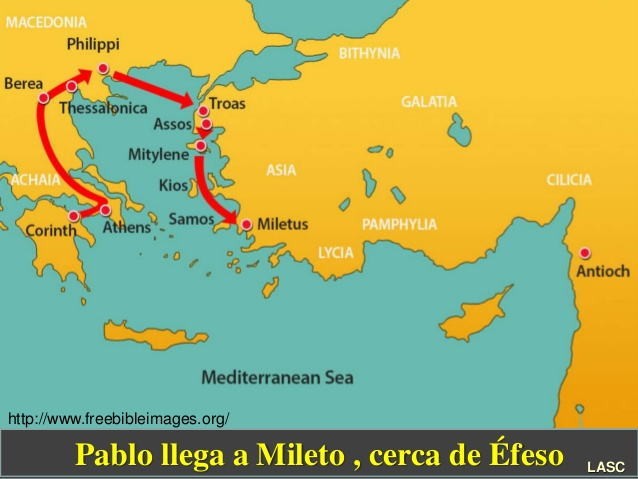 MACEDONIA
Philippi
BITHYNIA
Berea
Thessalonica
Troas
GALATIA
Assos
Mitylene
ASIA
ACHAIA
Kios
CILICIA
Samos
Corinth
Athens
Miletus
PAMPHYLIA
LYCIA
Antioch
Mediterranean Sea
http://www.freebibleimages.org/
Pablo llega a Mileto , cerca de Éfeso
LASC